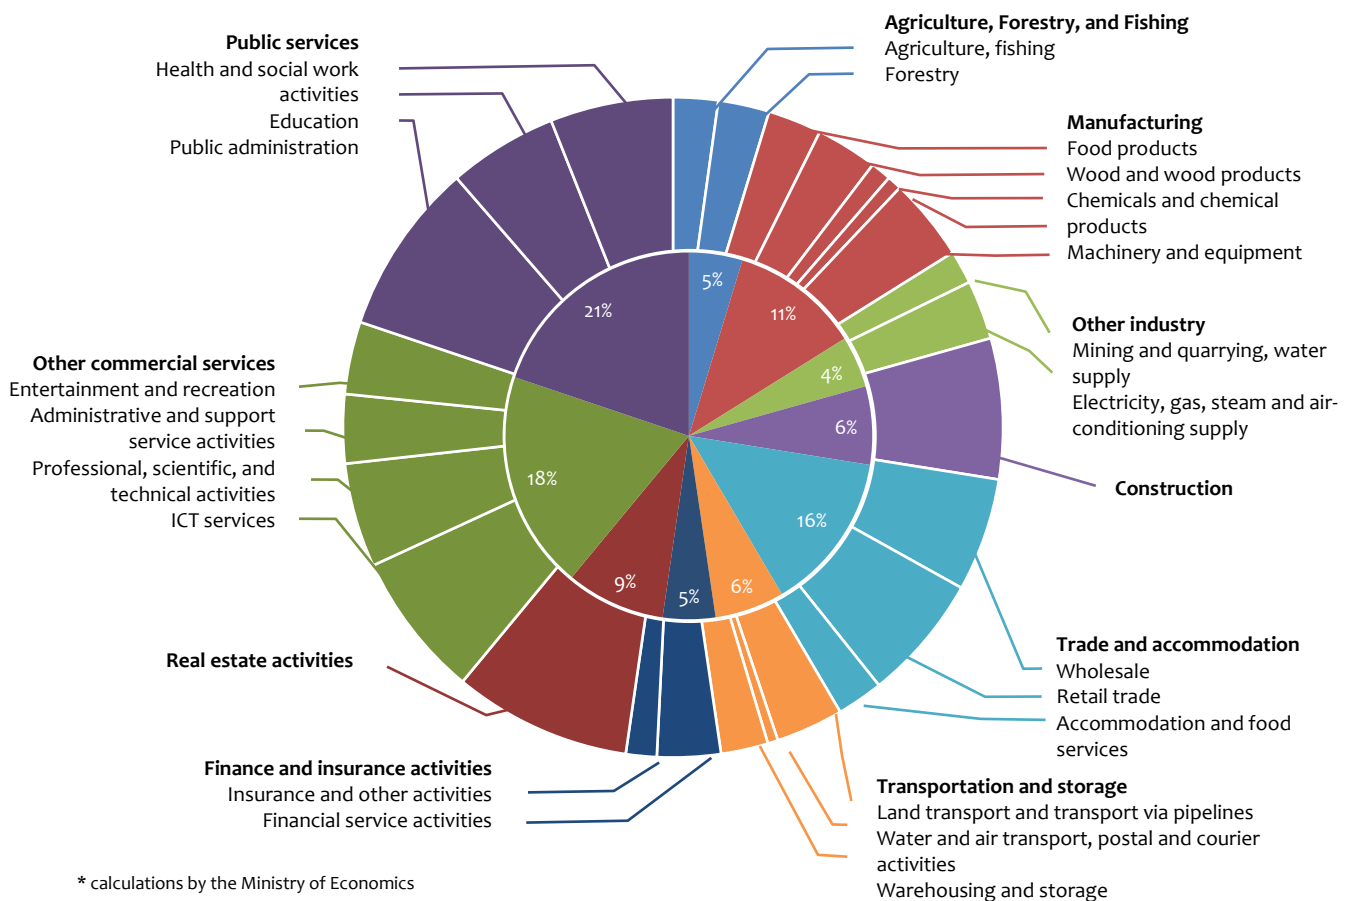 Public services
Health and social work
activities
Education
Public administration
Agriculture, Forestry, and Fishing
Agriculture, fishing
Forestry
Manufacturing
Food products
Wood and wood products
Chemicals and chemical
products
Machinery and equipment
Other industry
Mining and quarrying, water
supply
Electricity, gas, steam and air-
conditioning supply
Construction
Trade and accommodation
Wholesale
Retail trade
Accommodation and food
services
Transportation and storage
Land transport and transport via pipelines
Water and air transport, postal and courier
activities
Warehousing and storage
Finance and insurance activities
Insurance and other activities
Financial service activities
Real estate activities
Other commercial services
Entertainment and recreation
Administrative and support
service activities
Professional, scientific, and
technical activities
ICT services
5%
11%
4%
6%
16%
6%
5%
9%
18%
21%
* calculations by the Ministry of Economics